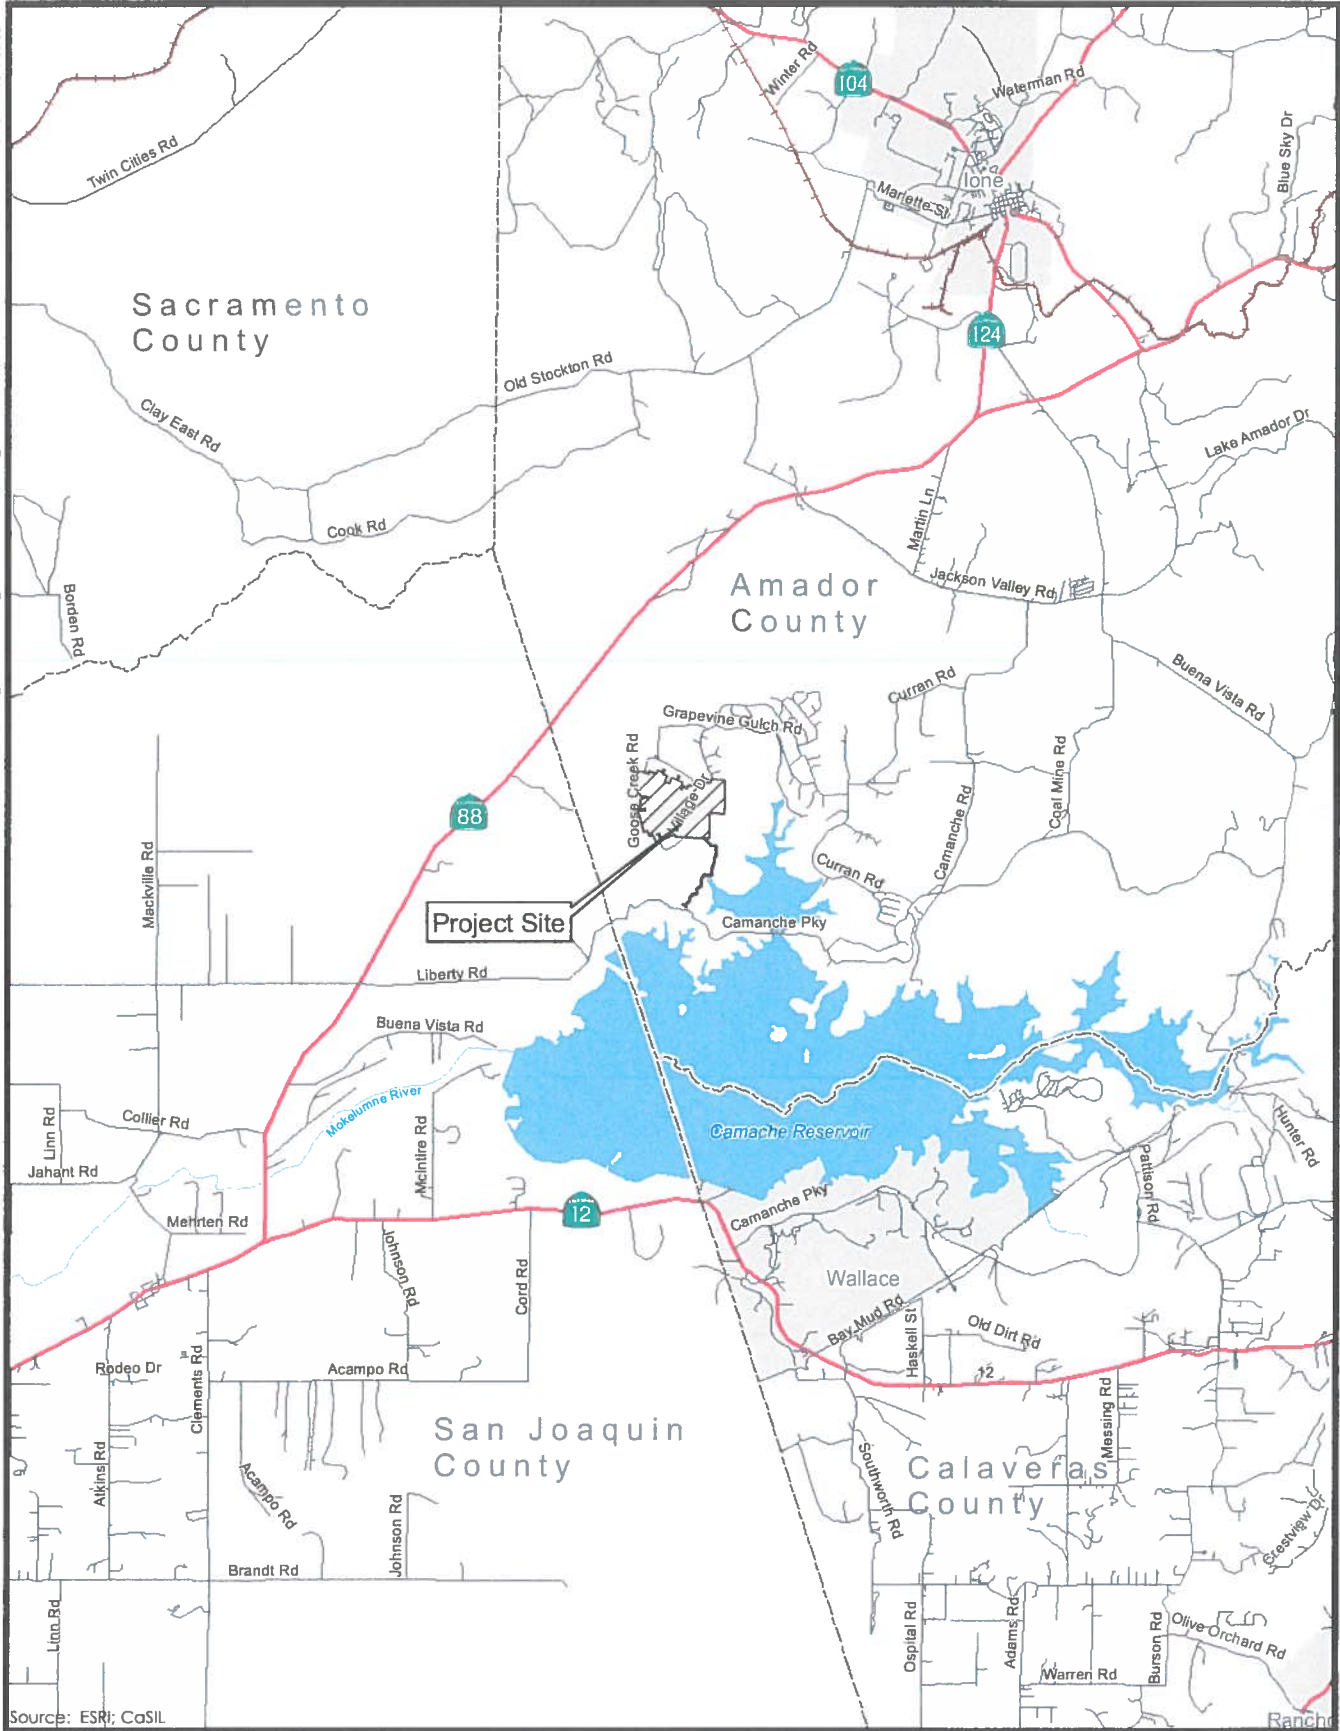 Winter Rd
104
Waterman Rd
Blue Sky Dr
Twin Cities Rd
Ione
Marlette St
Sacramento
County
124
Old Stockton Rd
Clay East Rd
Lake Amador Dr
Cook Rd
Martin Ln
Jackson Valley Rd
Amador
County
Borden Rd
Buena Vista Rd
Curran Rd
Grapevine Gulch Rd
Goose Creek Rd
Village Dr
Coal Mine Rd
Camanche Rd
88
Mackville Rd
Curran Rd
Project Site
Camanche Pky
Liberty Rd
Buena Vista Rd
Mokelumne River
Linn Rd
Collier Rd
McIntire Rd
Camache Reservoir
Hunter Rd
Jahant Rd
Pattison Rd
Mehrten Rd
12
Camanche Pky
Johnson Rd
Cord Rd
Wallace
Bay Mud Rd
Haskell St
Old Dirt Rd
Rodeo Dr
Clements Rd
Acampo Rd
12
Messing Rd
San Joaquin
County
Atkins Rd
Acampo Rd
Johnson Rd
Southworth Rd
Calaveras
County
Crestview Dr
Brandt Rd
Linn Rd
Ospital Rd
Adams Rd
Burson Rd
Olive Orchard Rd
Warren Rd
Source: ESRI; CaSIL
Ranch